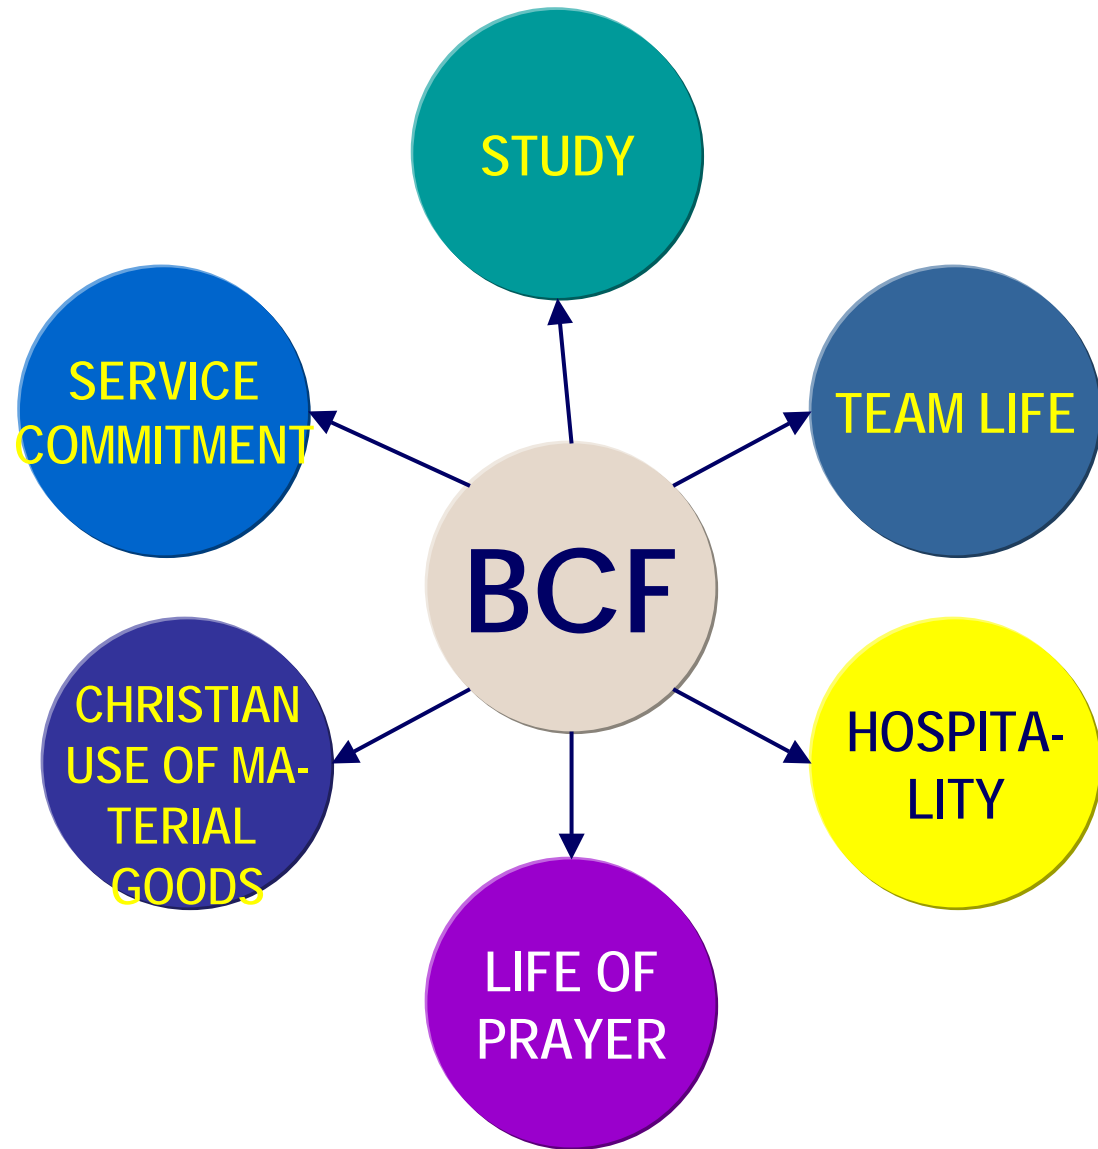 STUDY
SERVICE
COMMITMENT
TEAM LIFE
BCF
CHRISTIAN
USE OF MA-
TERIAL
GOODS
HOSPITA-
LITY
LIFE OF
PRAYER